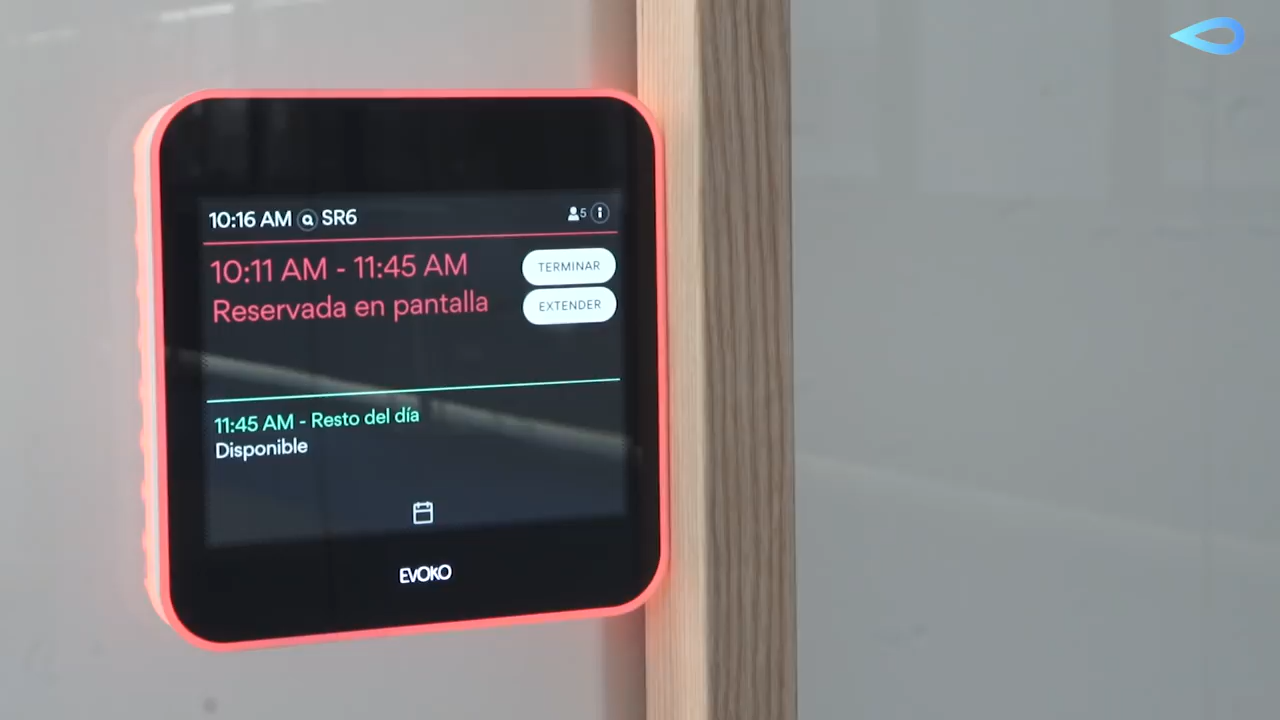 10:16 AM SR6
5 i
10:11 AM - 11:45 AM
Reservada en pantalla
TERMINAR
EXTENDER
11:45 AM - Resto del día
Disponible
EVOKO